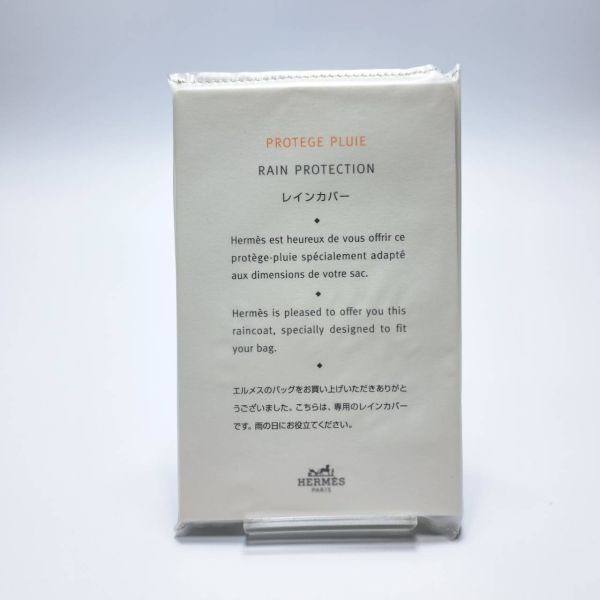 PROTEGE PLUIE
RAIN PROTECTION
レインカバー
Hermès est heureux de vous offrir ce
protège-pluie spécialement adapté
aux dimensions de votre sac.
Hermès is pleased to offer you this
raincoat, specially designed to fit
your bag.
エルメスのバッグをお買い上げいただきありがと
うございました。こちらは、専用のレインカバー
です。雨の日にお役立てください。
HERMÈS
PARIS